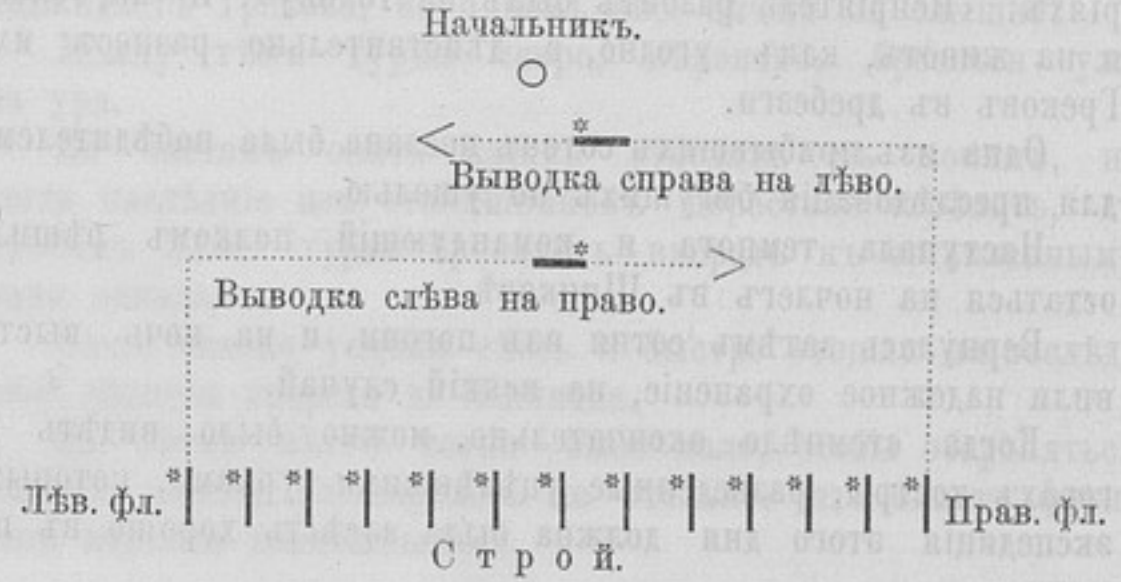 Начальникъ.
Выводка справа на лѣво.
Выводка слѣва на право.
Лѣв. фл.
Прав. фл.
Строй.